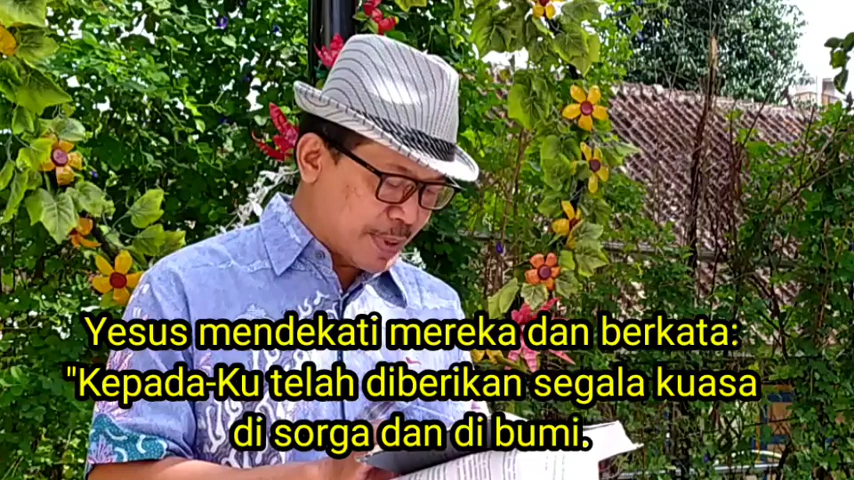 Yesus mendekati mereka dan berkata:
"Kepada-Ku telah diberikan segala kuasa
di sorga dan di bumi.